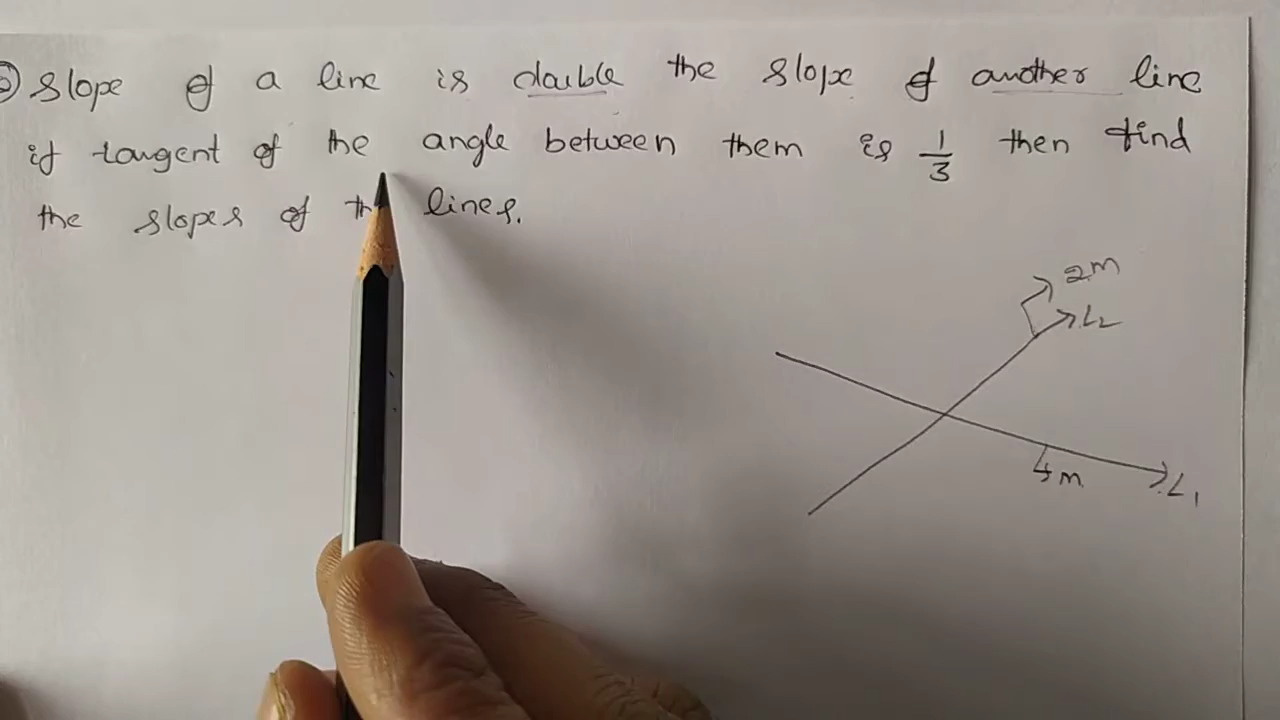 slope of a line is double the slope of another line
if tangent of the angle between them is 1/3 then find
the slopes of the lines.
2m
L2
m
L1